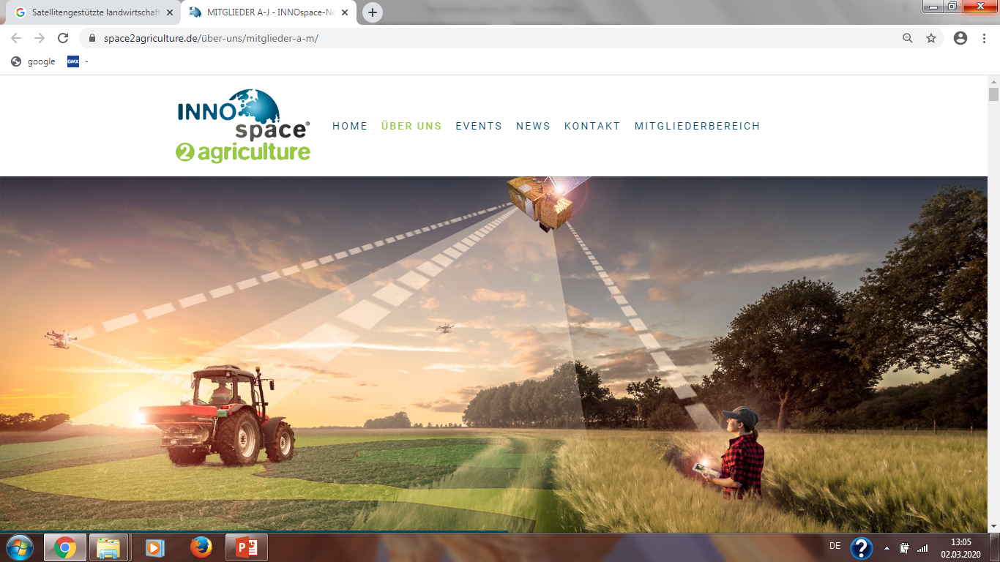 Satellitengestützte landwirtschaft
MITGLIEDER A-J - INNOspace-Ne
space2agriculture.de/über-uns/mitglieder-a-m/
google
GMX
-
INNO
space®
2 agriculture
HOME ÜBER UNS EVENTS NEWS KONTAKT MITGLIEDERBEREICH
DE
13:05
02.03.2020